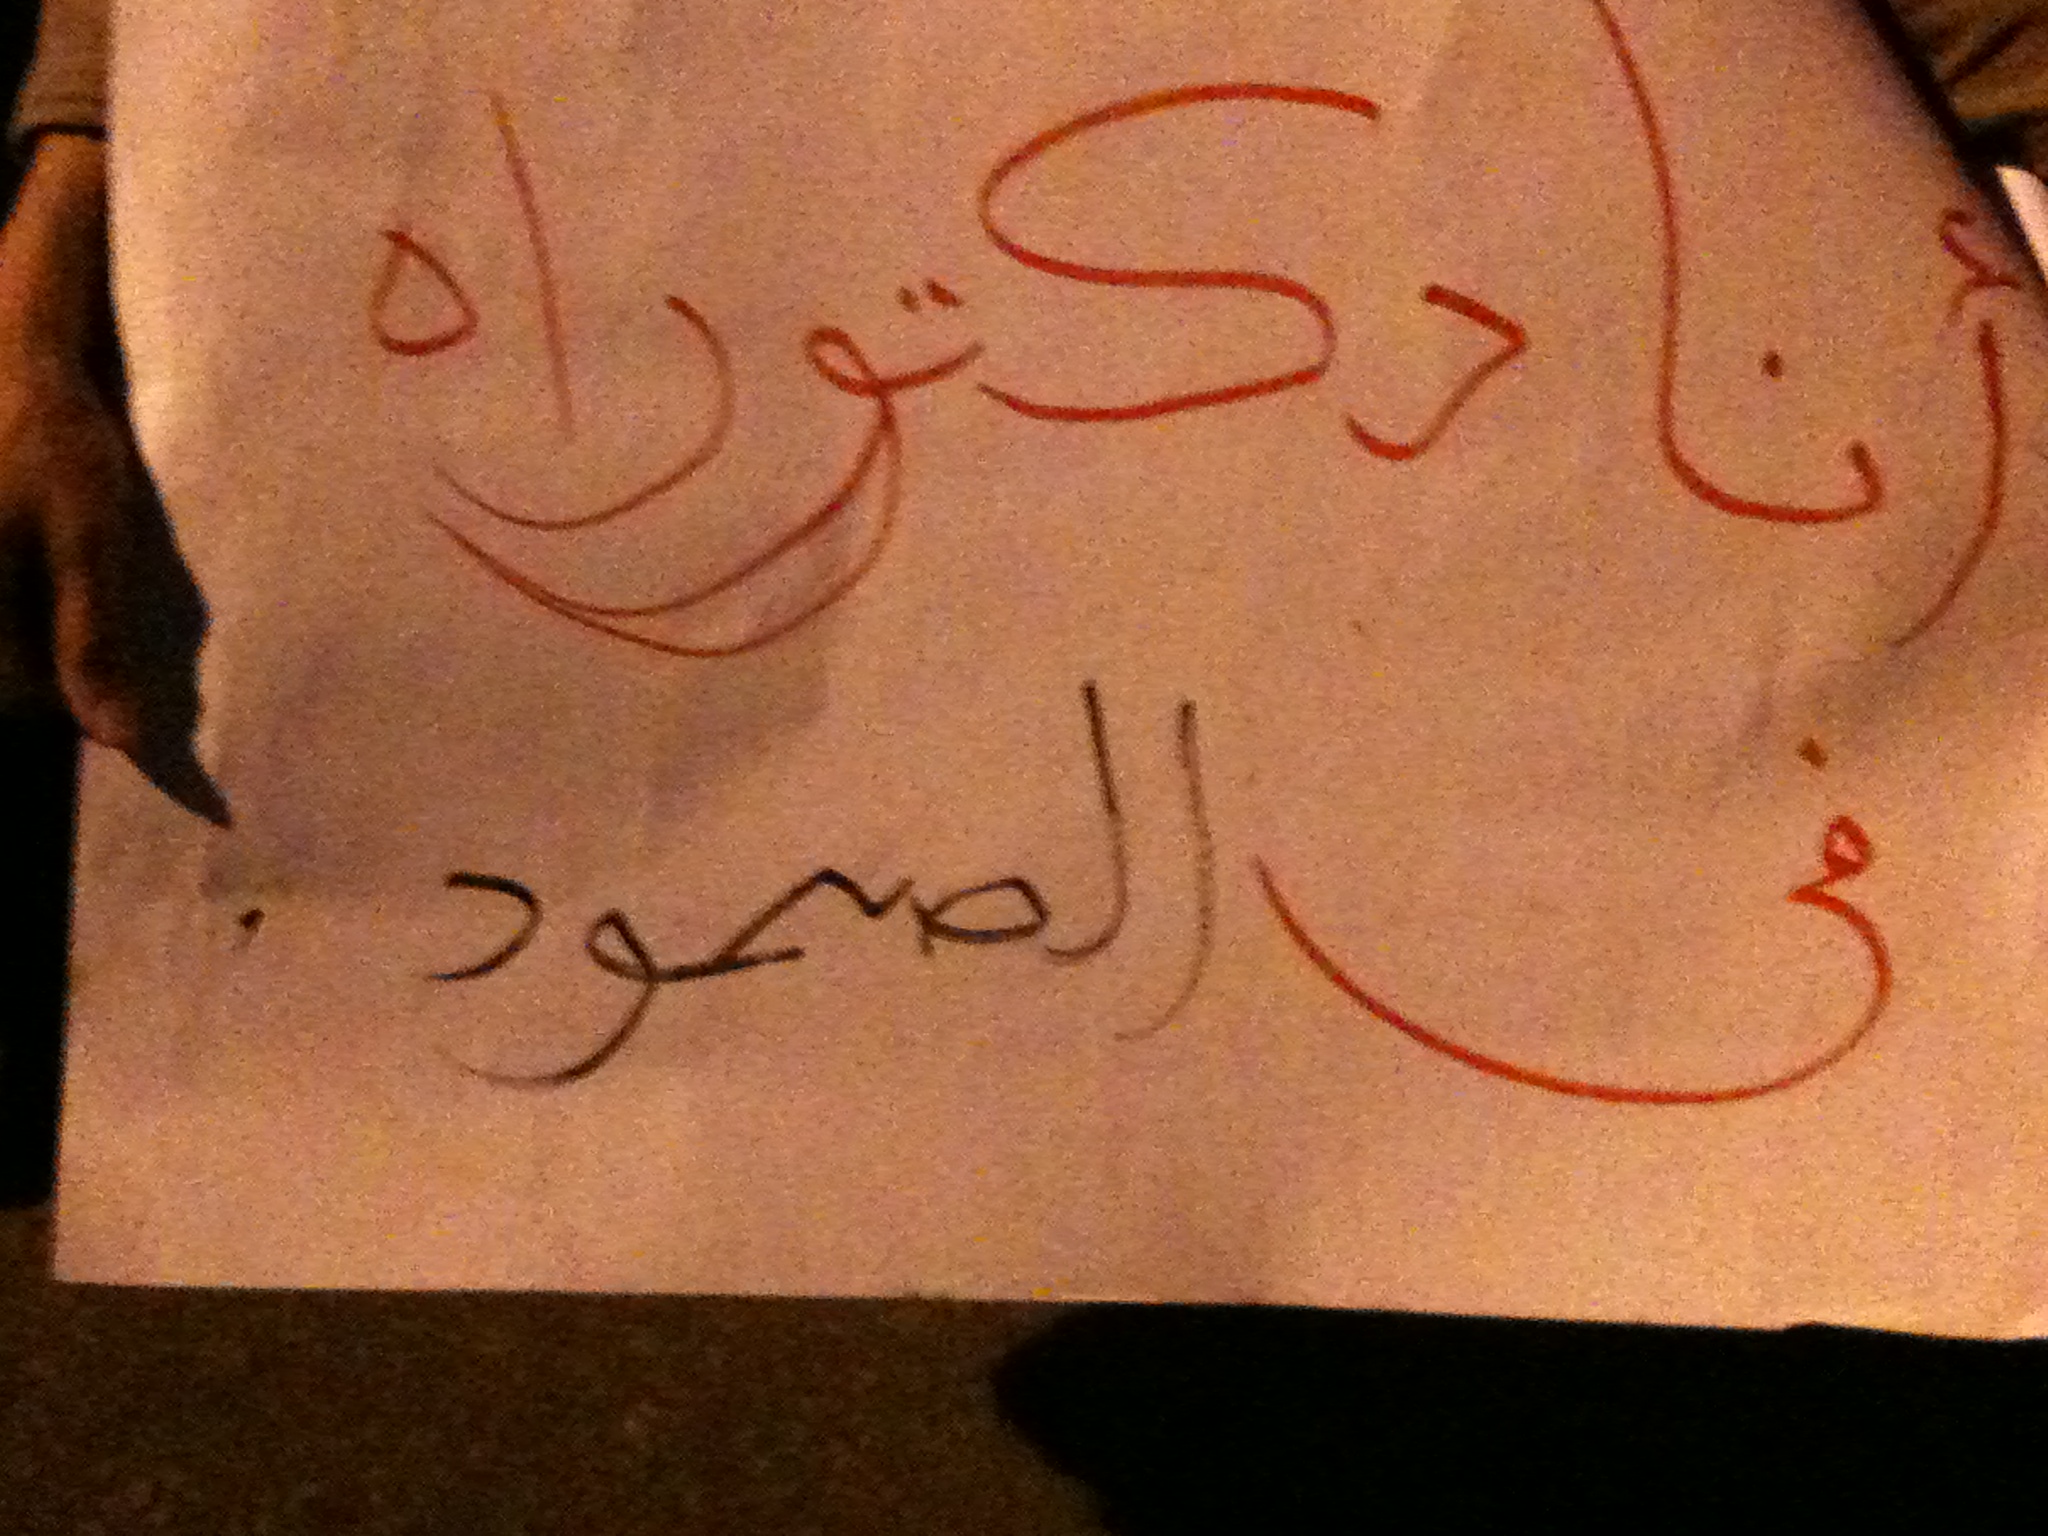 أنا دكتوراه
في الصمود .